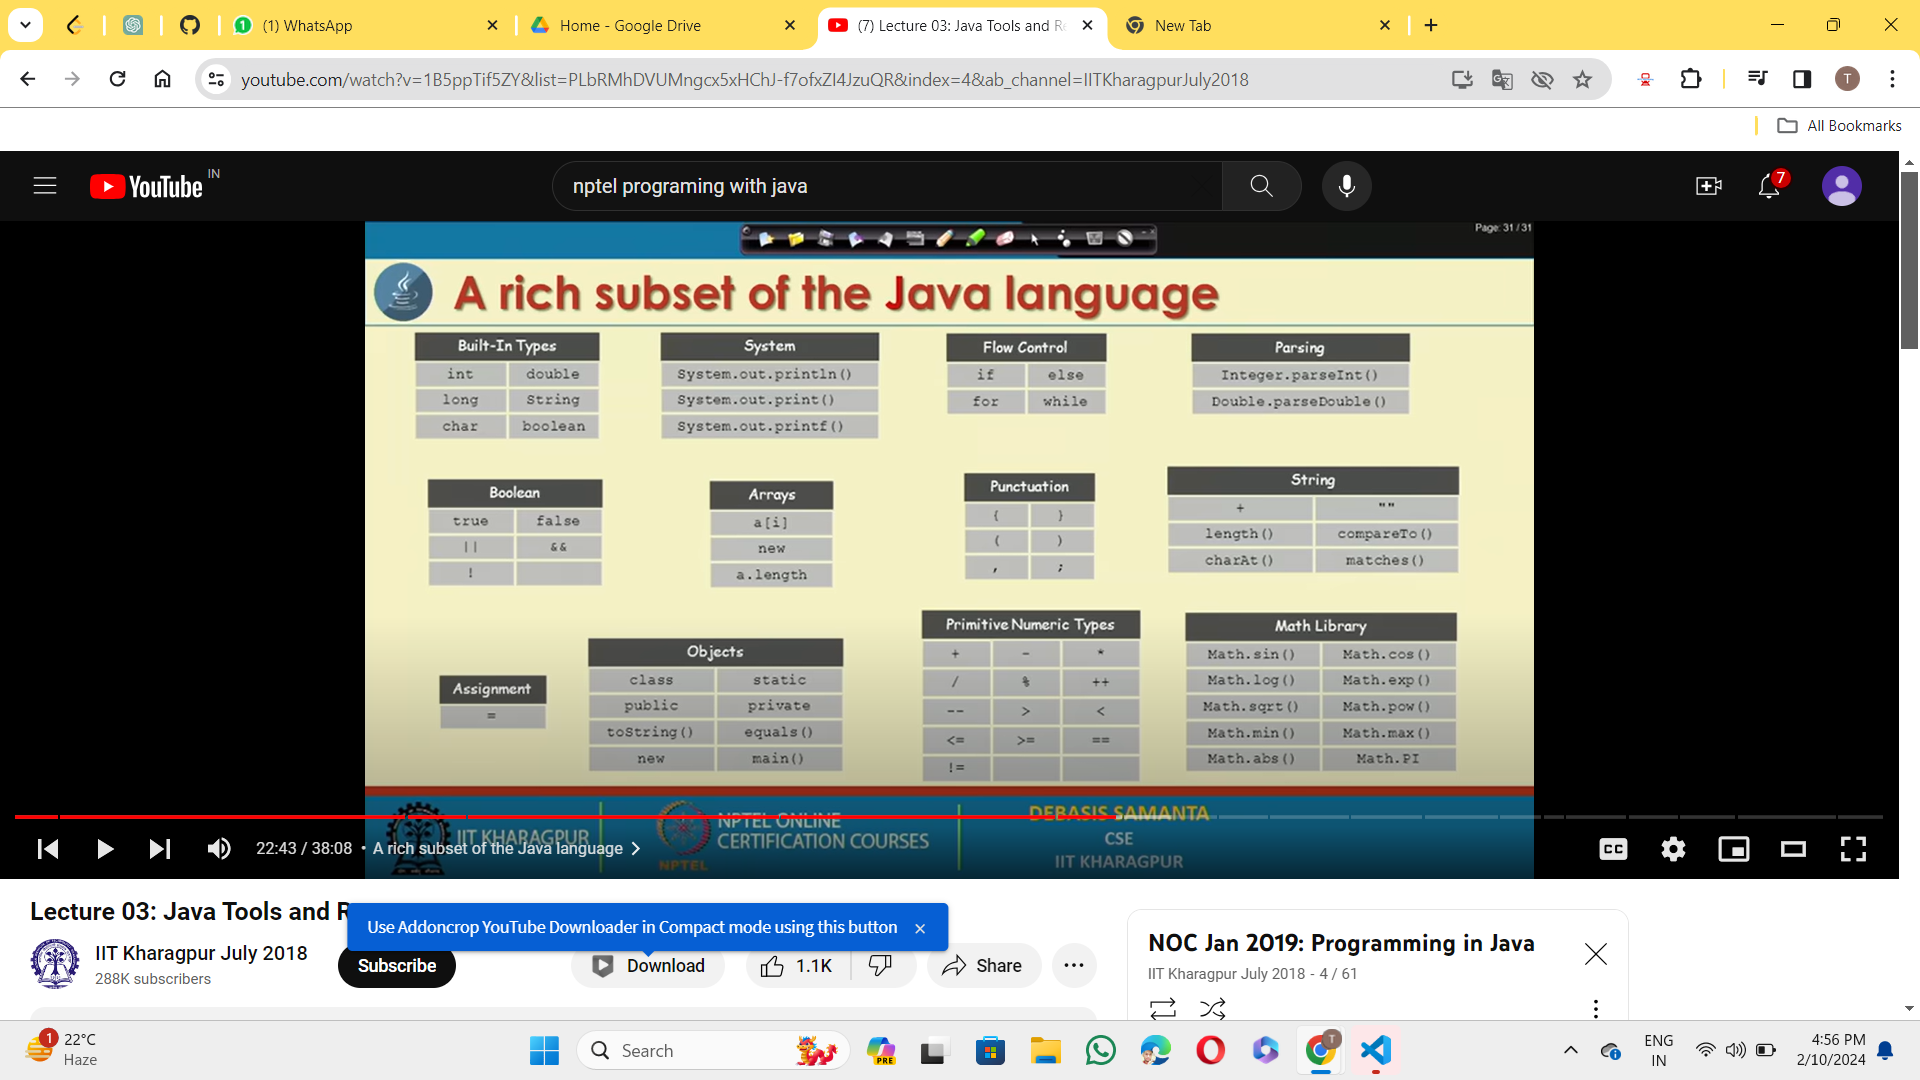 (1) WhatsApp
Home - Google Drive
(7) Lecture 03: Java Tools and Re
New Tab
youtube.com/watch?v=1B5ppTif5ZY&list=PLbRMhDVUMngcx5xHChJ-f7ofxZI4JzuQR&index=4&ab_channel=IITKharagpurJuly2018
T
All Bookmarks
YouTube IN
nptel programing with java
7
Page: 31 / 31
A rich subset of the Java language
Built-In Types
int double
long String
char boolean
System
System.out.println()
System.out.print()
System.out.printf()
Flow Control
if else
for while
Parsing
Integer.parseInt()
Double.parseDouble()
Boolean
true false
|| &&
!
Arrays
a[i]
new
a.length
Punctuation
{ }
( )
, ;
String
+ ""
length() compareTo()
charAt() matches()
Assignment
=
Objects
class static
public private
toString() equals()
new main()
Primitive Numeric Types
+ - *
/ % ++
-- > <
<= >= ==
!=
Math Library
Math.sin() Math.cos()
Math.log() Math.exp()
Math.sqrt() Math.pow()
Math.min() Math.max()
Math.abs() Math.PI
IIT KHARAGPUR
NPTEL
NPTEL ONLINE
CERTIFICATION COURSES
DEBASIS SAMANTA
CSE
IIT KHARAGPUR
22:43 / 38:08 • A rich subset of the Java language
CC
Lecture 03: Java Tools and R
Use Addoncrop YouTube Downloader in Compact mode using this button
IIT Kharagpur July 2018
288K subscribers
Subscribe
Download
1.1K
Share
NOC Jan 2019: Programming in Java
IIT Kharagpur July 2018 - 4 / 61
1
22°C
Haze
Search
PRE
T
ENG
IN
4:56 PM
2/10/2024